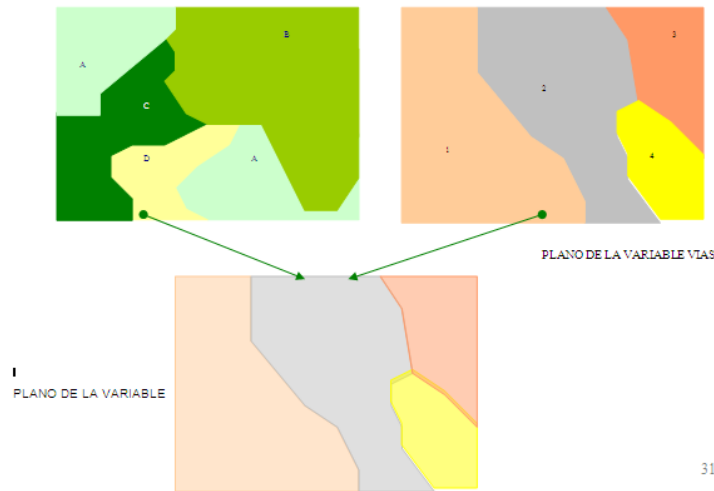 A
B
C
D
A
1
2
3
4
PLANO DE LA VARIABLE VIAS
PLANO DE LA VARIABLE
31